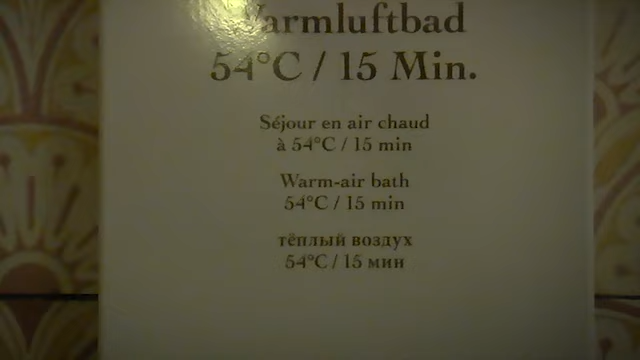 Warmluftbad
54°C / 15 Min.
Séjour en air chaud
à 54°C / 15 min
Warm-air bath
54°C / 15 min
тёплый воздух
54°C / 15 мин